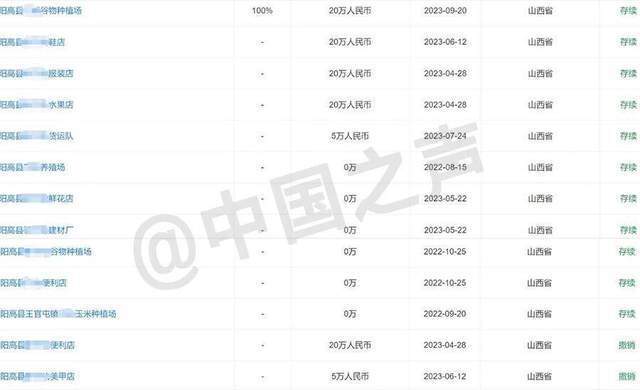 阳高县 谷物种植场 100% 20万人民币 2023-09-20 山西省 存续
阳高县 鞋店 - 20万人民币 2023-06-12 山西省 存续
阳高县 服装店 - 20万人民币 2023-04-28 山西省 存续
阳高县 水果店 - 20万人民币 2023-04-28 山西省 存续
阳高县 货运队 - 5万人民币 2023-07-24 山西省 存续
阳高县 养殖场 - 0万 2022-08-15 山西省 存续
阳高县 鲜花店 - 0万 2023-05-22 山西省 存续
阳高县 建材厂 - 0万 2023-05-22 山西省 存续
阳高县 谷物种植场 - 0万 2022-10-25 山西省 存续
阳高县 便利店 - 0万 2022-10-25 山西省 存续
阳高县王官屯镇 玉米种植场 - 0万 2022-09-20 山西省 存续
阳高县 便利店 - 20万人民币 2023-04-28 山西省 撤销
阳高县 美甲店 - 5万人民币 2023-06-12 山西省 撤销
@中国之声